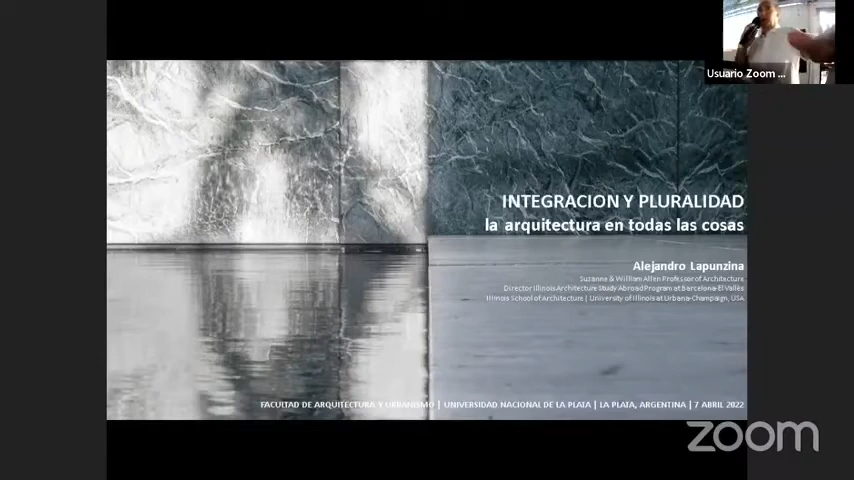 Usuario Zoom ...
INTEGRACION Y PLURALIDAD
la arquitectura en todas las cosas
Alejandro Lapunzina
Suzanne & William Allen Professor of Architecture
Director Illinois Architecture Study Abroad Program at Barcelona-El Vallès
Illinois School of Architecture | University of Illinois at Urbana-Champaign, USA
FACULTAD DE ARQUITECTURA Y URBANISMO | UNIVERSIDAD NACIONAL DE LA PLATA | LA PLATA, ARGENTINA | 7 ABRIL 2022
zoom